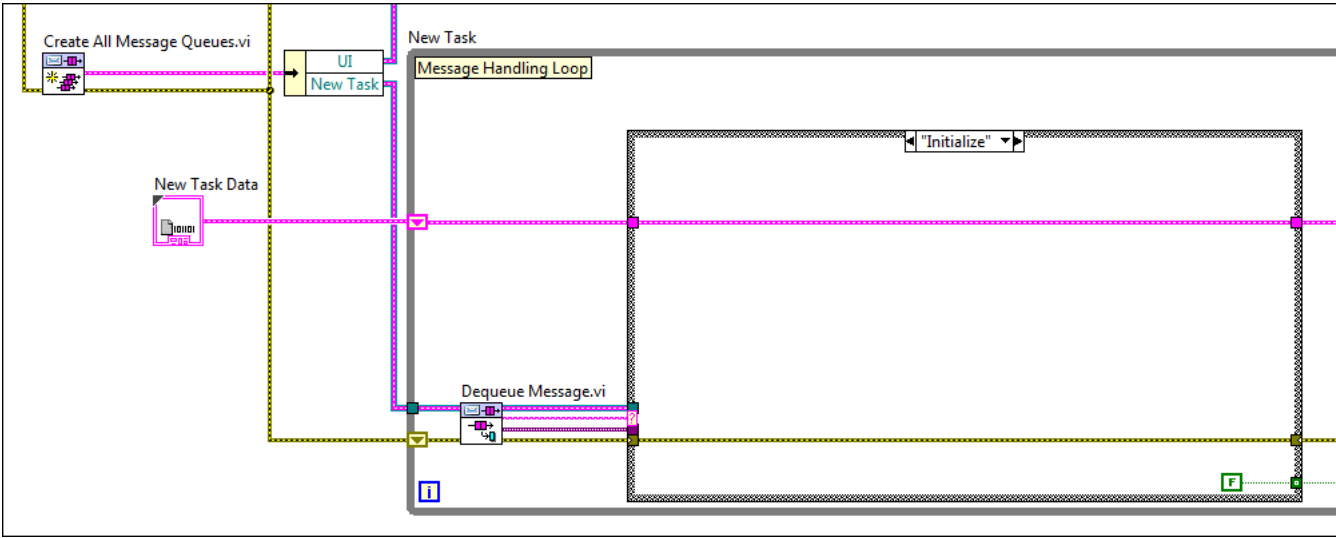 Create All Message Queues.vi
UI
New Task
New Task
Message Handling Loop
"Initialize"
New Task Data
Dequeue Message.vi
?
i
F